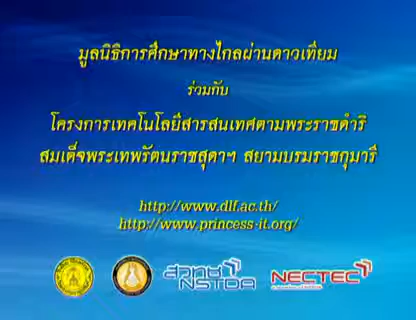 มูลนิธิการศึกษาทางไกลผ่านดาวเทียม
ร่วมกับ
โครงการเทคโนโลยีสารสนเทศตามพระราชดำริ
สมเด็จพระเทพรัตนราชสุดาฯ สยามบรมราชกุมารี
http://www.dlf.ac.th/
http://www.princess-it.org/
สวทช
NSTDA
NECTEC